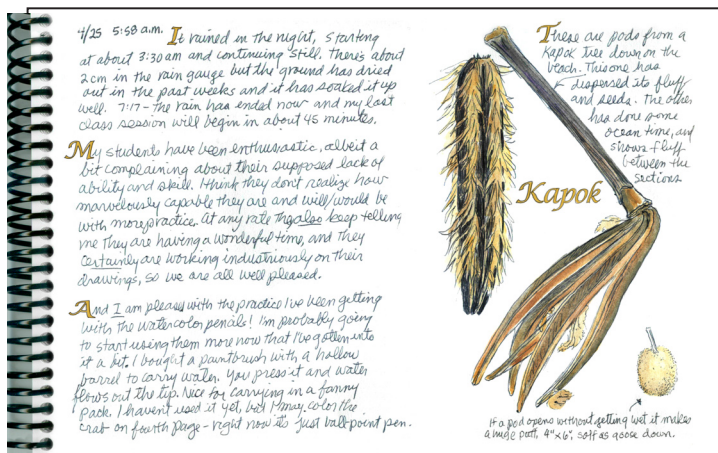 4/25 5:58 a.m. It rained in the night, starting
at about 3:30 am and continuing still. There's about
2cm in the rain gauge but the ground has dried
out in the past weeks and it has soaked it up
well. 7:17 - the rain has ended now and my last
class session will begin in about 45 minutes.
My students have been enthusiastic, albeit a
bit complaining about their supposed lack of
ability and skill. I think they don't realize how
marvelously capable they are and will/would be
with more practice. At any rate they also keep telling
me they are having a wonderful time, and they
certainly are working industriously on their
drawings, so we are all well pleased.
And I am pleased with the practice I've been getting
with the watercolor pencils! I'm probably going
to start using them more now that I've gotten into
it a bit. I bought a paintbrush with a hollow
barrel to carry water. You press it and water
flows out the tip. Nice for carrying in a fanny
pack. I haven't used it yet, but I may color the
crab on fourth page - right now it's just ball point pen.
These are pods from a
Kapok tree down on the
beach. This one has
dispersed its fluff
and seeds. The other
has done some
ocean time, and
shows fluff
between the
sections.
Kapok
If a pod opens without getting wet it makes
a huge puff, 4"x6", soft as goose down.